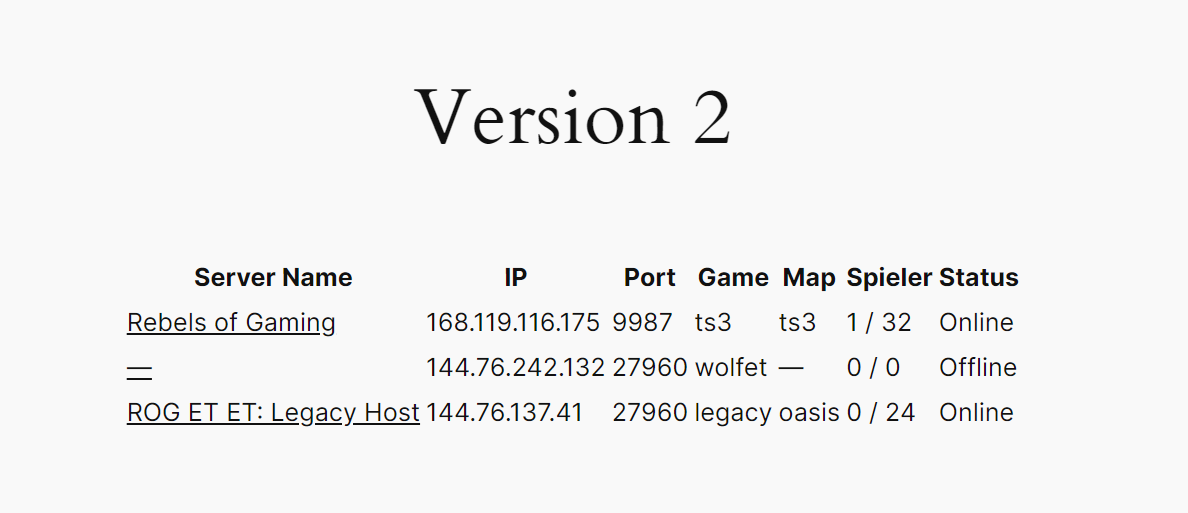 Version 2
Server Name IP Port Game Map Spieler Status
Rebels of Gaming 168.119.116.175 9987 ts3 ts3 1 / 32 Online
— 144.76.242.132 27960 wolfet — 0 / 0 Offline
ROG ET ET: Legacy Host 144.76.137.41 27960 legacy oasis 0 / 24 Online